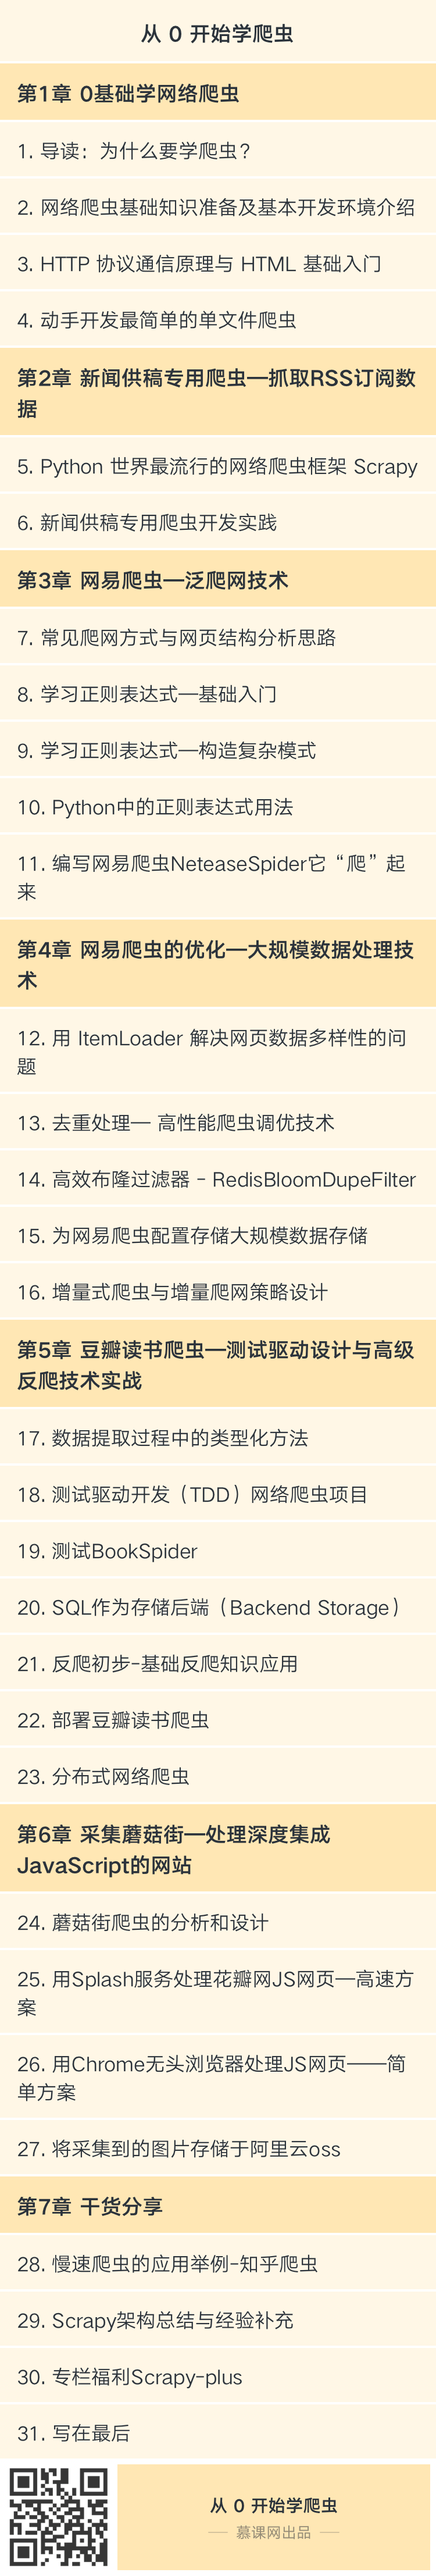 从 0 开始学爬虫
第1章 0基础学网络爬虫
1. 导读：为什么要学爬虫？
2. 网络爬虫基础知识准备及基本开发环境介绍
3. HTTP 协议通信原理与 HTML 基础入门
4. 动手开发最简单的单文件爬虫
第2章 新闻供稿专用爬虫—抓取RSS订阅数
据
5. Python 世界最流行的网络爬虫框架 Scrapy
6. 新闻供稿专用爬虫开发实践
第3章 网易爬虫—泛爬网技术
7. 常见爬网方式与网页结构分析思路
8. 学习正则表达式—基础入门
9. 学习正则表达式—构造复杂模式
10. Python中的正则表达式用法
11. 编写网易爬虫NeteaseSpider它“爬”起
来
第4章 网易爬虫的优化—大规模数据处理技
术
12. 用 ItemLoader 解决网页数据多样性的问
题
13. 去重处理— 高性能爬虫调优技术
14. 高效布隆过滤器 - RedisBloomDupeFilter
15. 为网易爬虫配置存储大规模数据存储
16. 增量式爬虫与增量爬网策略设计
第5章 豆瓣读书爬虫—测试驱动设计与高级
反爬技术实战
17. 数据提取过程中的类型化方法
18. 测试驱动开发（TDD）网络爬虫项目
19. 测试BookSpider
20. SQL作为存储后端（Backend Storage）
21. 反爬初步-基础反爬知识应用
22. 部署豆瓣读书爬虫
23. 分布式网络爬虫
第6章 采集蘑菇街—处理深度集成
JavaScript的网站
24. 蘑菇街爬虫的分析和设计
25. 用Splash服务处理花瓣网JS网页—高速方
案
26. 用Chrome无头浏览器处理JS网页——简
单方案
27. 将采集到的图片存储于阿里云oss
第7章 干货分享
28. 慢速爬虫的应用举例-知乎爬虫
29. Scrapy架构总结与经验补充
30. 专栏福利Scrapy-plus
31. 写在最后
从 0 开始学爬虫
— 慕课网出品 —